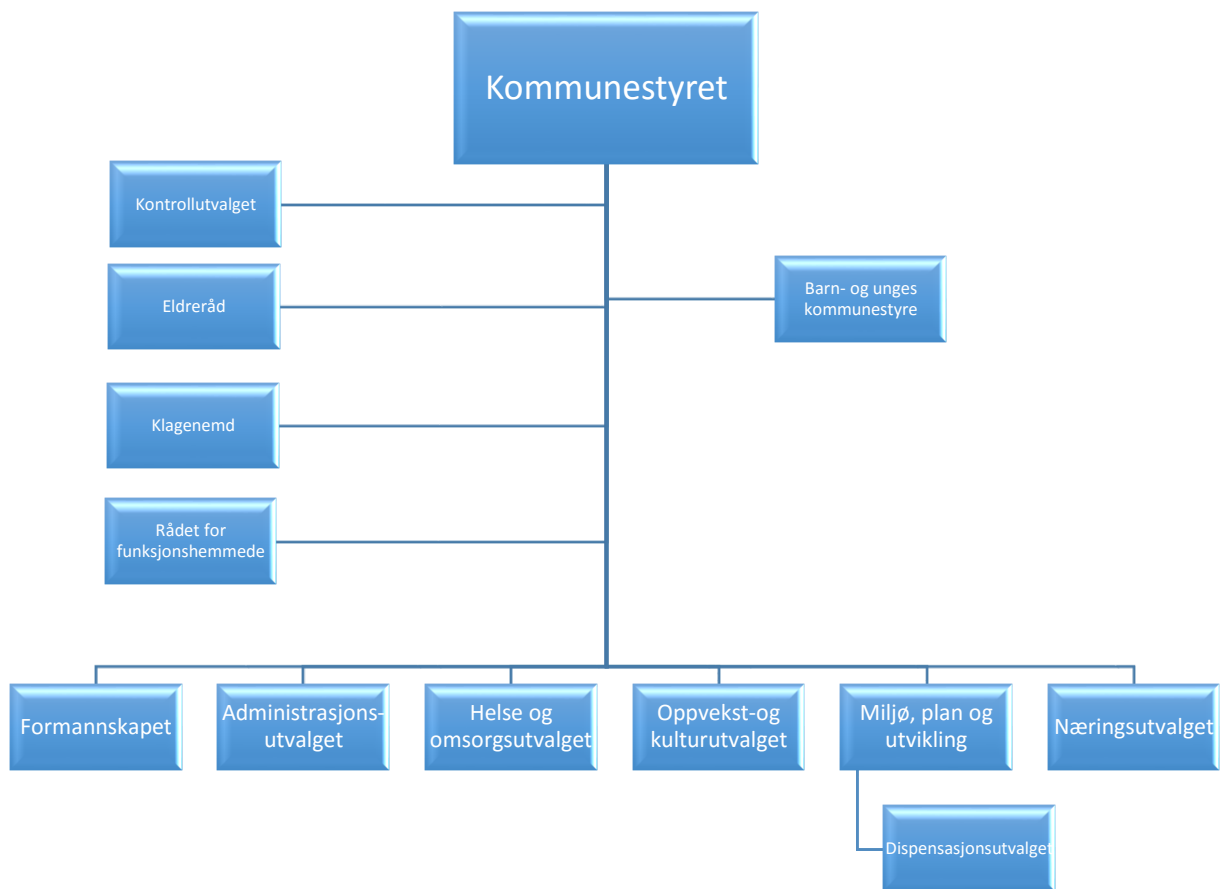 Kommunestyret
Kontrollutvalget
Eldreråd
Barn- og unges
kommunestyre
Klagenemd
Rådet for
funksjonshemmede
Formannskapet
Administrasjons-
utvalget
Helse og
omsorgsutvalget
Oppvekst-og
kulturutvalget
Miljø, plan og
utvikling
Næringsutvalget
Dispensasjonsutvalget